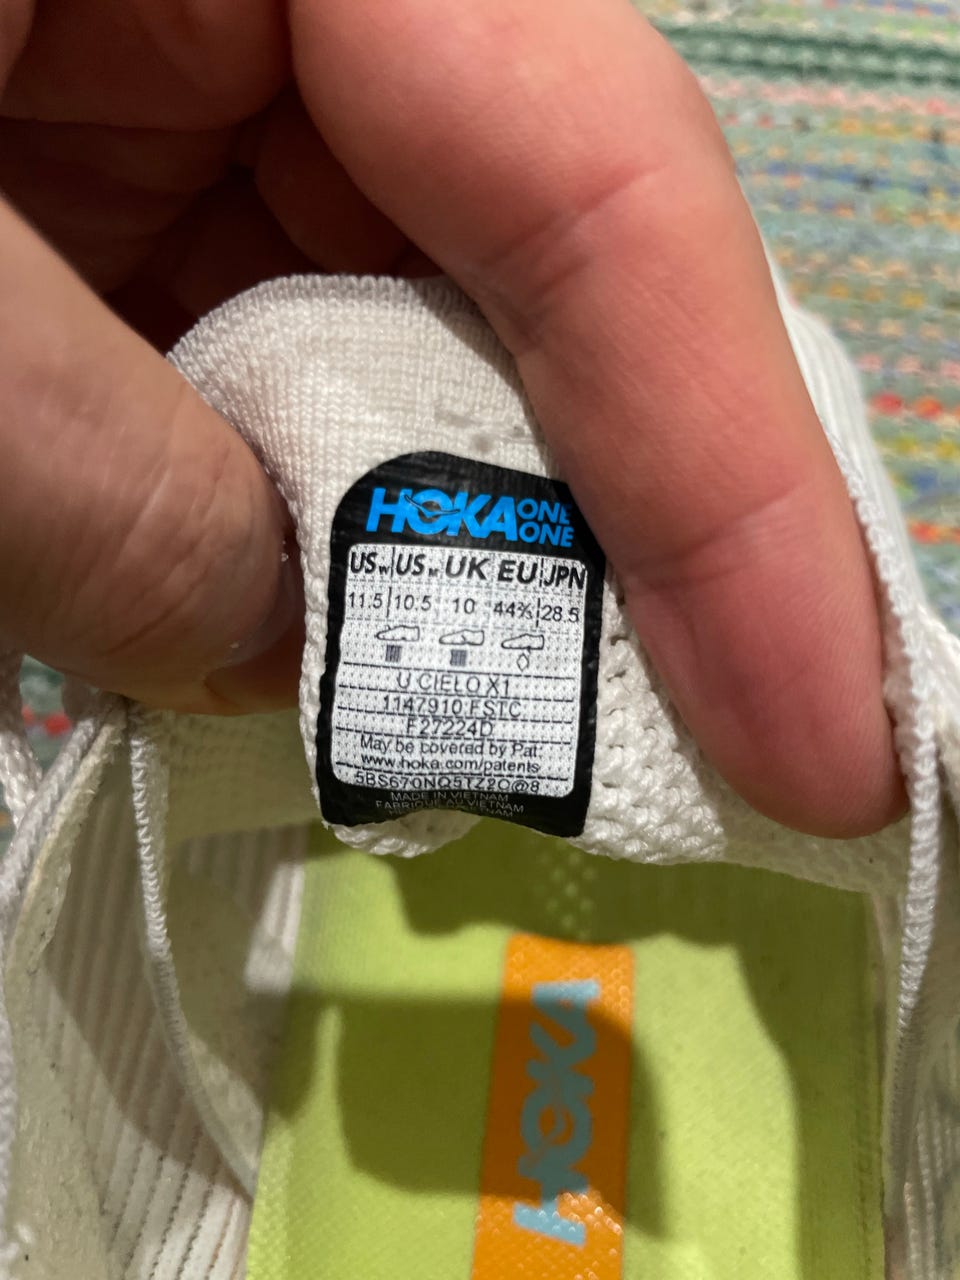 HOKA ONE ONE
US w US m UK EU JPN
11.5 10.5 10 44⅔ 28.5
U CIELO X1
1147910 FSTC
F27224D
May be covered by Pat:
www.hoka.com/patents
5BS670NQ5TZ2O@8
MADE IN VIETNAM
FABRIQUE AU VIETNAM
HOKA